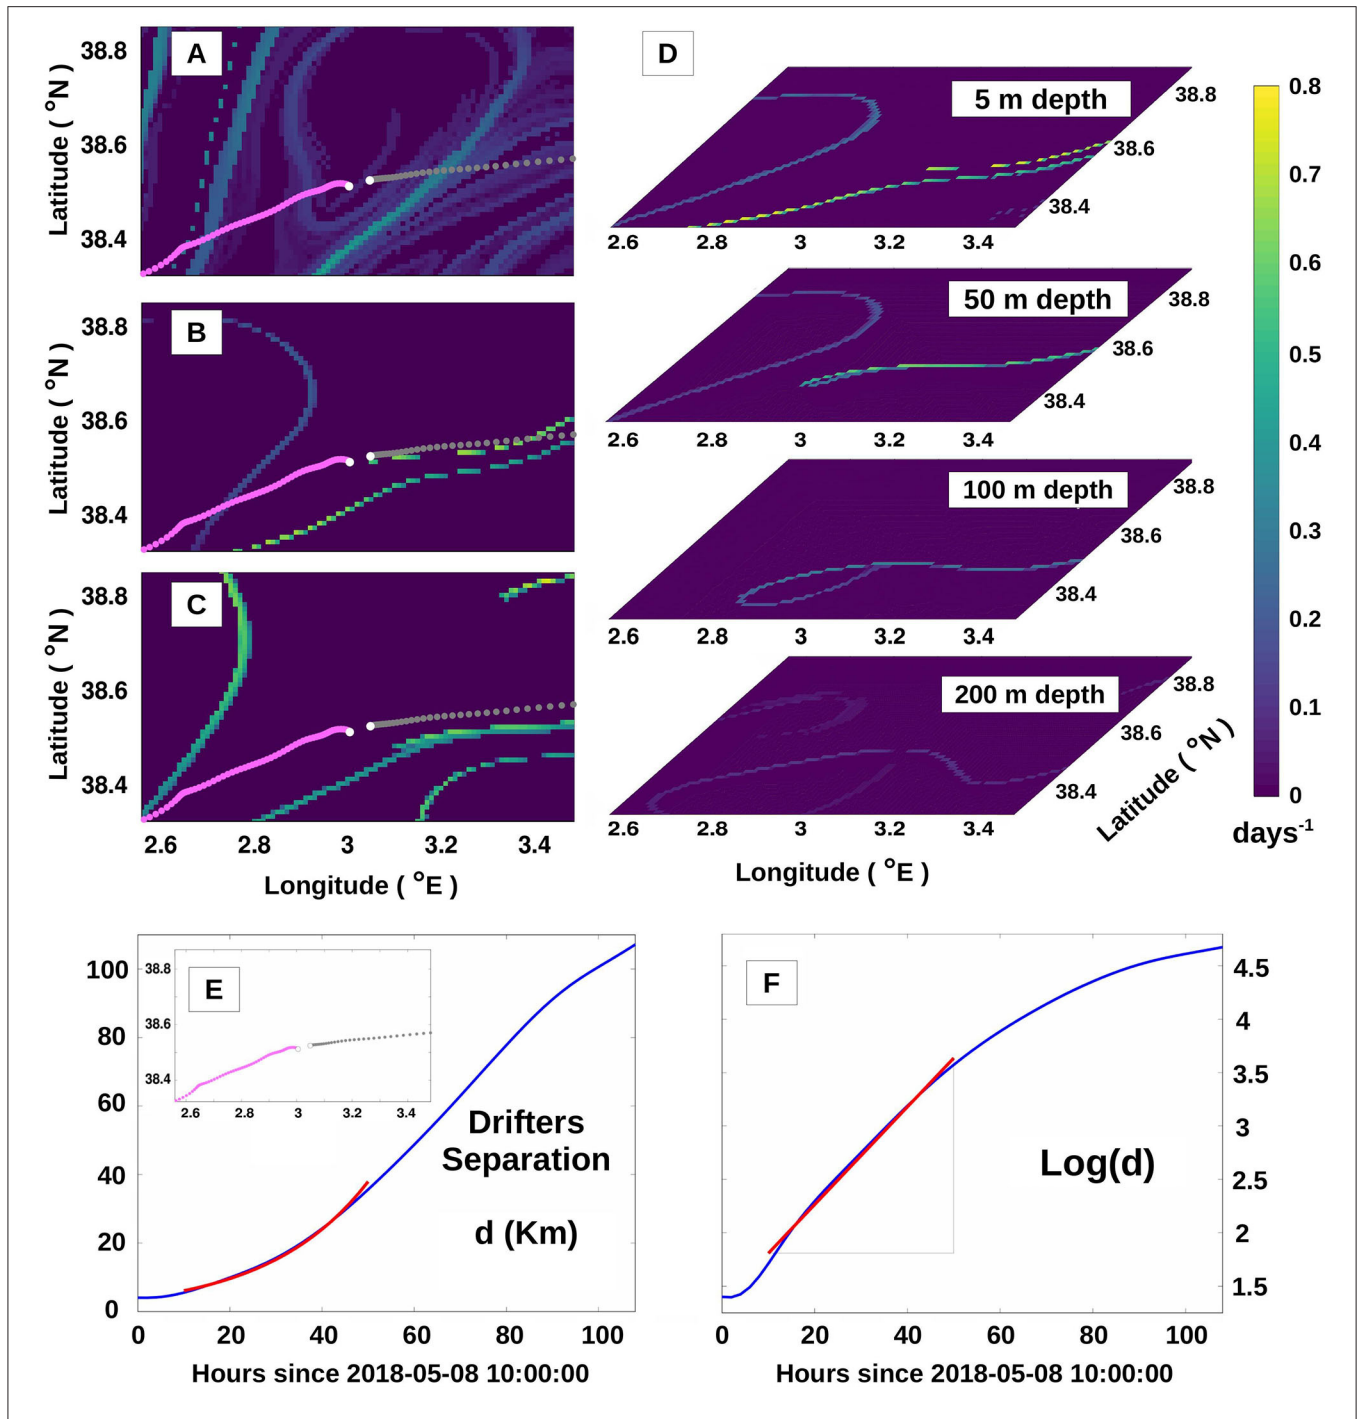 A
38.8
38.6
38.4
Latitude ( °N )
B
38.8
38.6
38.4
Latitude ( °N )
C
38.8
38.6
38.4
Latitude ( °N )
2.6 2.8 3 3.2 3.4
Longitude ( °E )
D
5 m depth
38.8
38.6
38.4
2.6 2.8 3 3.2 3.4
50 m depth
38.8
38.6
38.4
2.6 2.8 3 3.2 3.4
100 m depth
38.8
38.6
38.4
2.6 2.8 3 3.2 3.4
200 m depth
38.8
38.6
38.4
2.6 2.8 3 3.2 3.4
Latitude ( °N )
Longitude ( °E )
0.8
0.7
0.6
0.5
0.4
0.3
0.2
0.1
0
days-1
E
38.8
38.6
38.4
2.6 2.8 3 3.2 3.4
100
80
60
40
20
0
Drifters
Separation
d (Km)
0 20 40 60 80 100
Hours since 2018-05-08 10:00:00
F
Log(d)
4.5
4
3.5
3
2.5
2
1.5
0 20 40 60 80 100
Hours since 2018-05-08 10:00:00